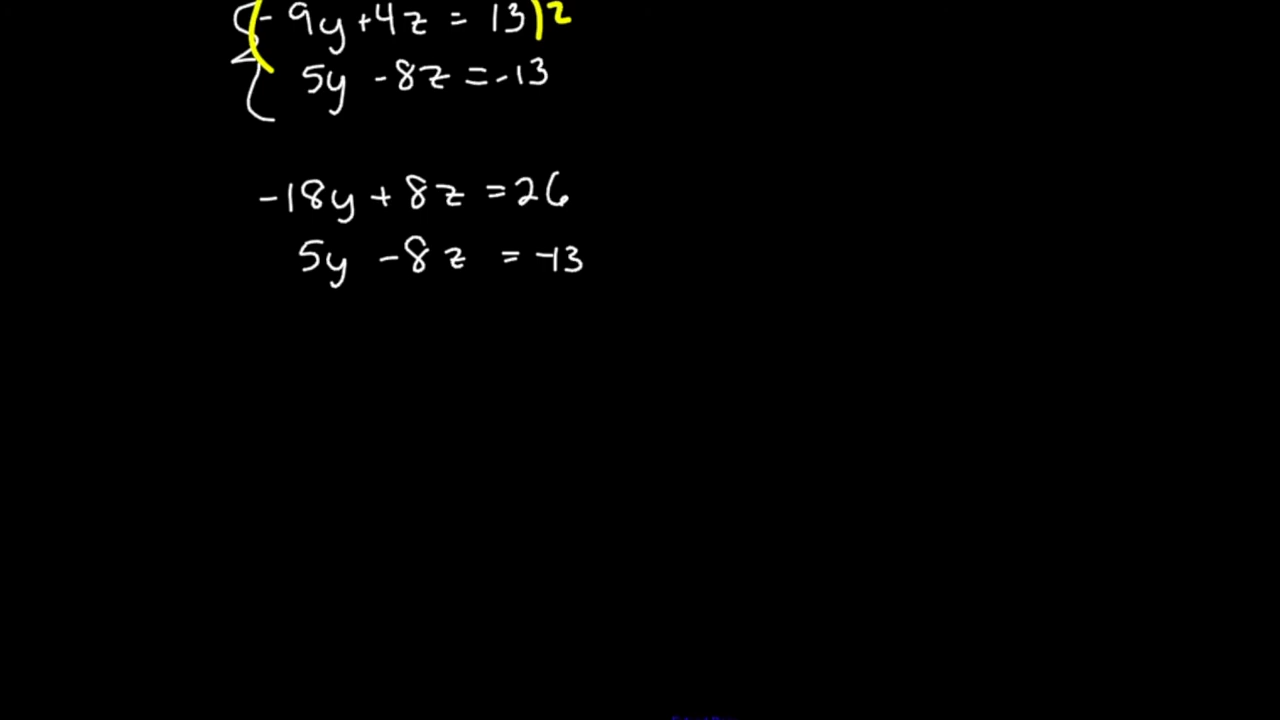 (- 9y + 4z = 13)2
5y - 8z = -13
-18y + 8z = 26
5y - 8z = -13